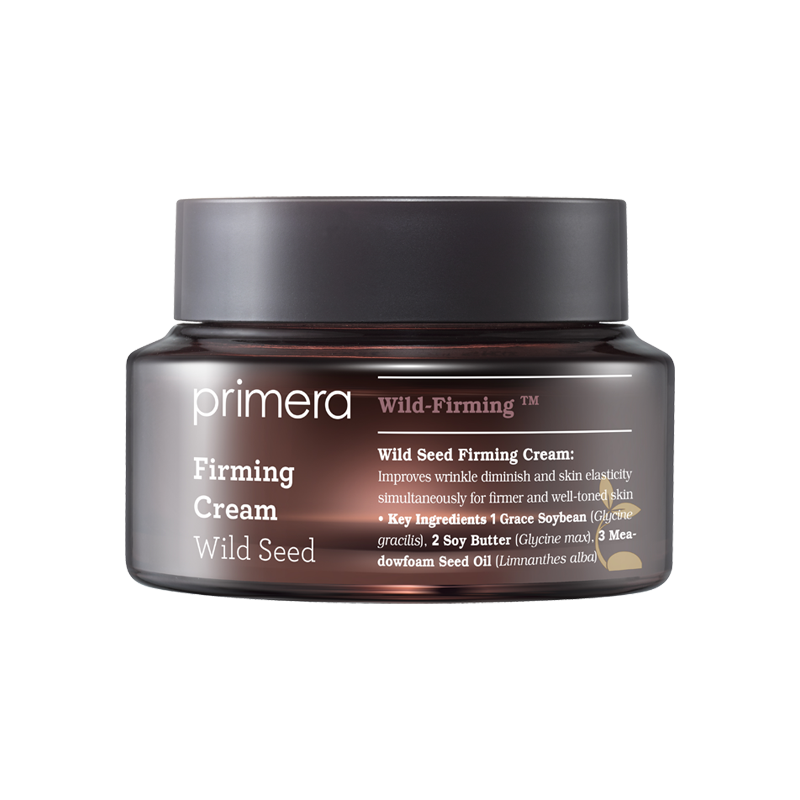 primera
Firming
Cream
Wild Seed
Wild-Firming ™
Wild Seed Firming Cream:
Improves wrinkle diminish and skin elasticity
simultaneously for firmer and well-toned skin
• Key Ingredients 1 Grace Soybean (Glycine
gracilis), 2 Soy Butter (Glycine max), 3 Mea-
dowfoam Seed Oil (Limnanthes alba)